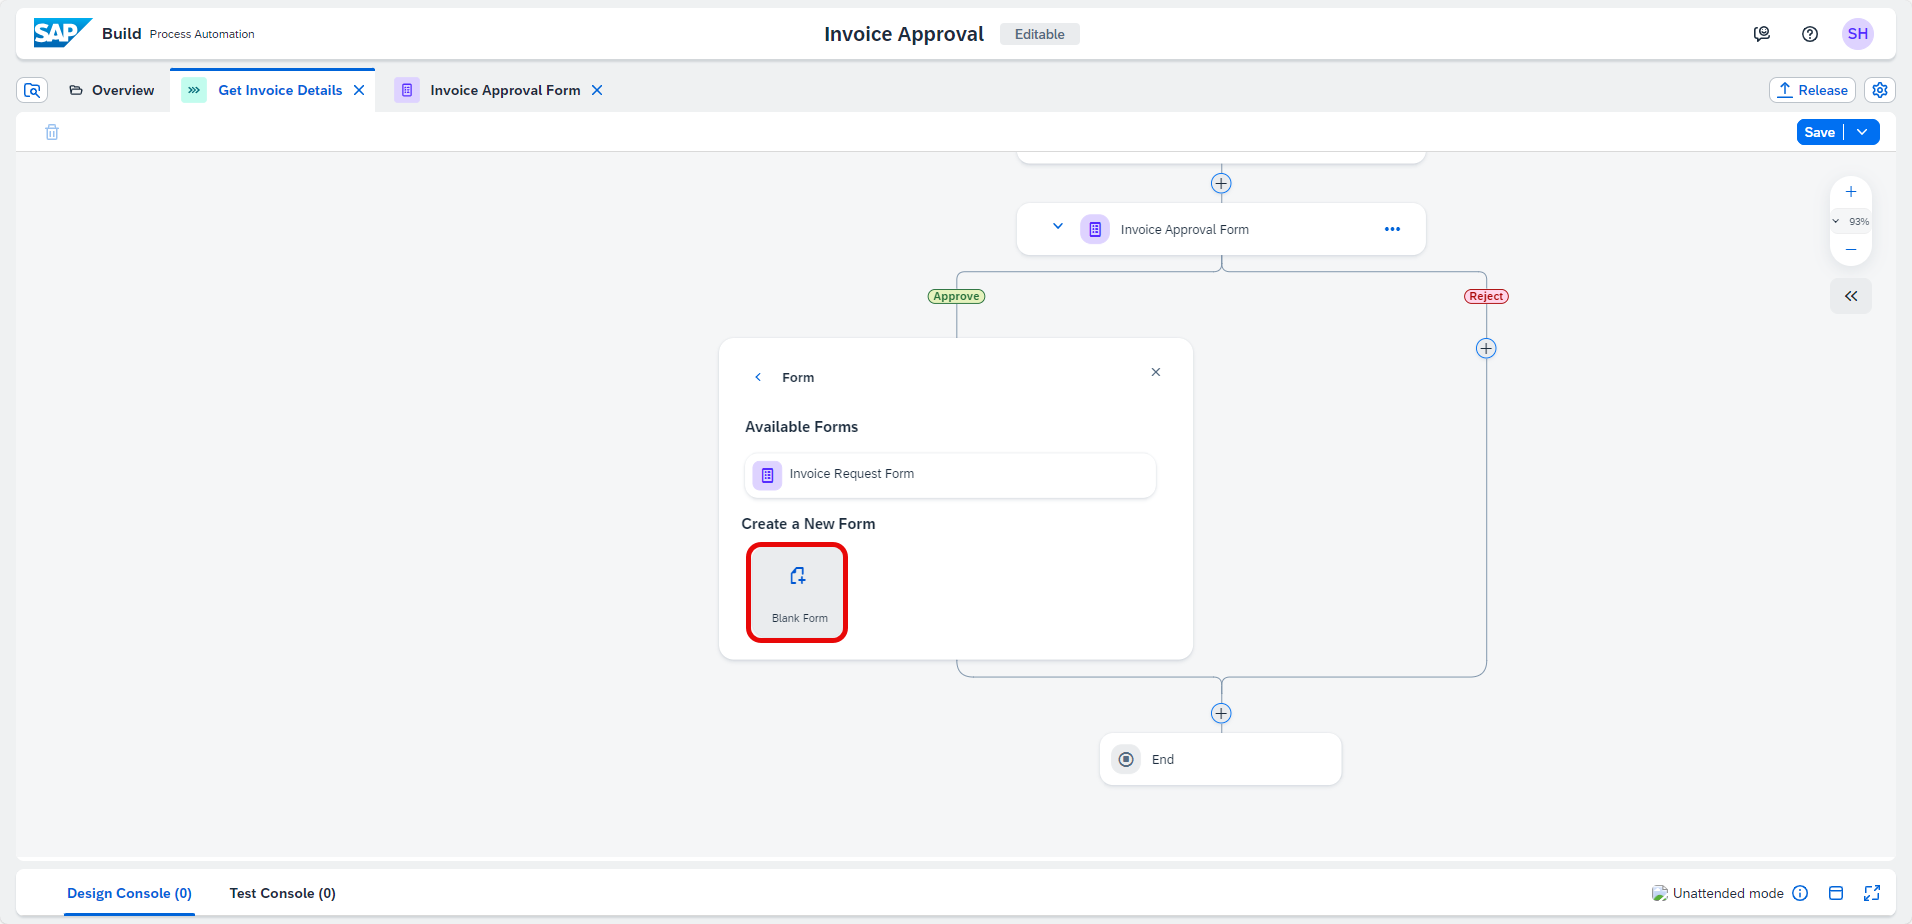 SAP Build Process Automation
Invoice Approval Editable
SH
Overview Get Invoice Details Invoice Approval Form
Release
Save
93%
Invoice Approval Form
Approve
Reject
Form
Available Forms
Invoice Request Form
Create a New Form
Blank Form
End
Design Console (0) Test Console (0)
Unattended mode